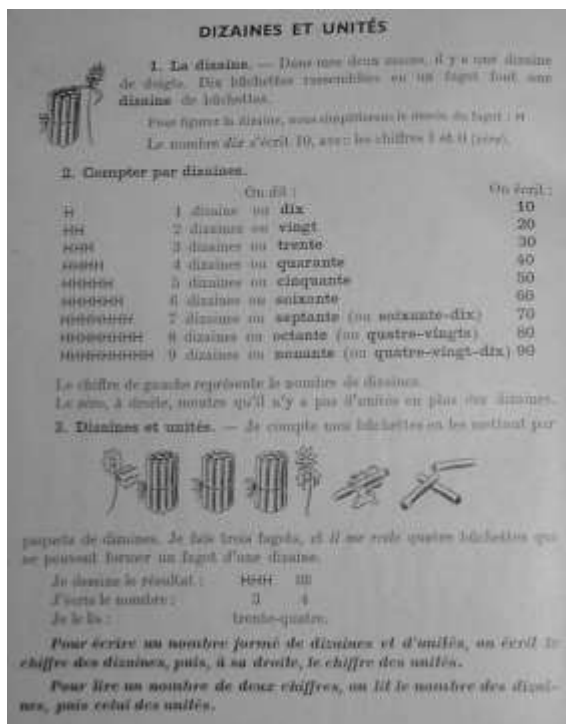 DIZAINES ET UNITÉS
1. La dizaine. — Dans mes deux mains, il y a une dizaine
de doigts. Dix bûchettes rassemblées en un fagot font une
dizaine de bûchettes.
Pour figurer la dizaine, nous simplifierons le dessin du fagot : H
Le nombre dix s'écrit 10, avec les chiffres 1 et 0 (zéro).
2. Compter par dizaines.
On dit : On écrit :
H 1 dizaine ou dix 10
HH 2 dizaines ou vingt 20
HHH 3 dizaines ou trente 30
4 dizaines ou quarante 40
5 dizaines ou cinquante 50
6 dizaines ou soixante 60
7 dizaines ou septante (ou soixante-dix) 70
8 dizaines ou octante (ou quatre-vingts) 80
9 dizaines ou nonante (ou quatre-vingt-dix) 90
Le chiffre de gauche représente le nombre de dizaines.
Le zéro, à droite, montre qu'il n'y a pas d'unités en plus des dizaines.
3. Dizaines et unités. — Je compte mes bûchettes en les mettant par
paquets de dizaines. Je fais trois fagots, et il me reste quatre bûchettes qui
ne peuvent former un fagot d'une dizaine.
Je dessine le résultat : HHH IIII
J'écris le nombre : 3 4
Je le lis : trente-quatre.
Pour écrire un nombre formé de dizaines et d'unités, on écrit le
chiffre des dizaines, puis, à sa droite, le chiffre des unités.
Pour lire un nombre de deux chiffres, on lit le nombre des dizai-
nes, puis celui des unités.